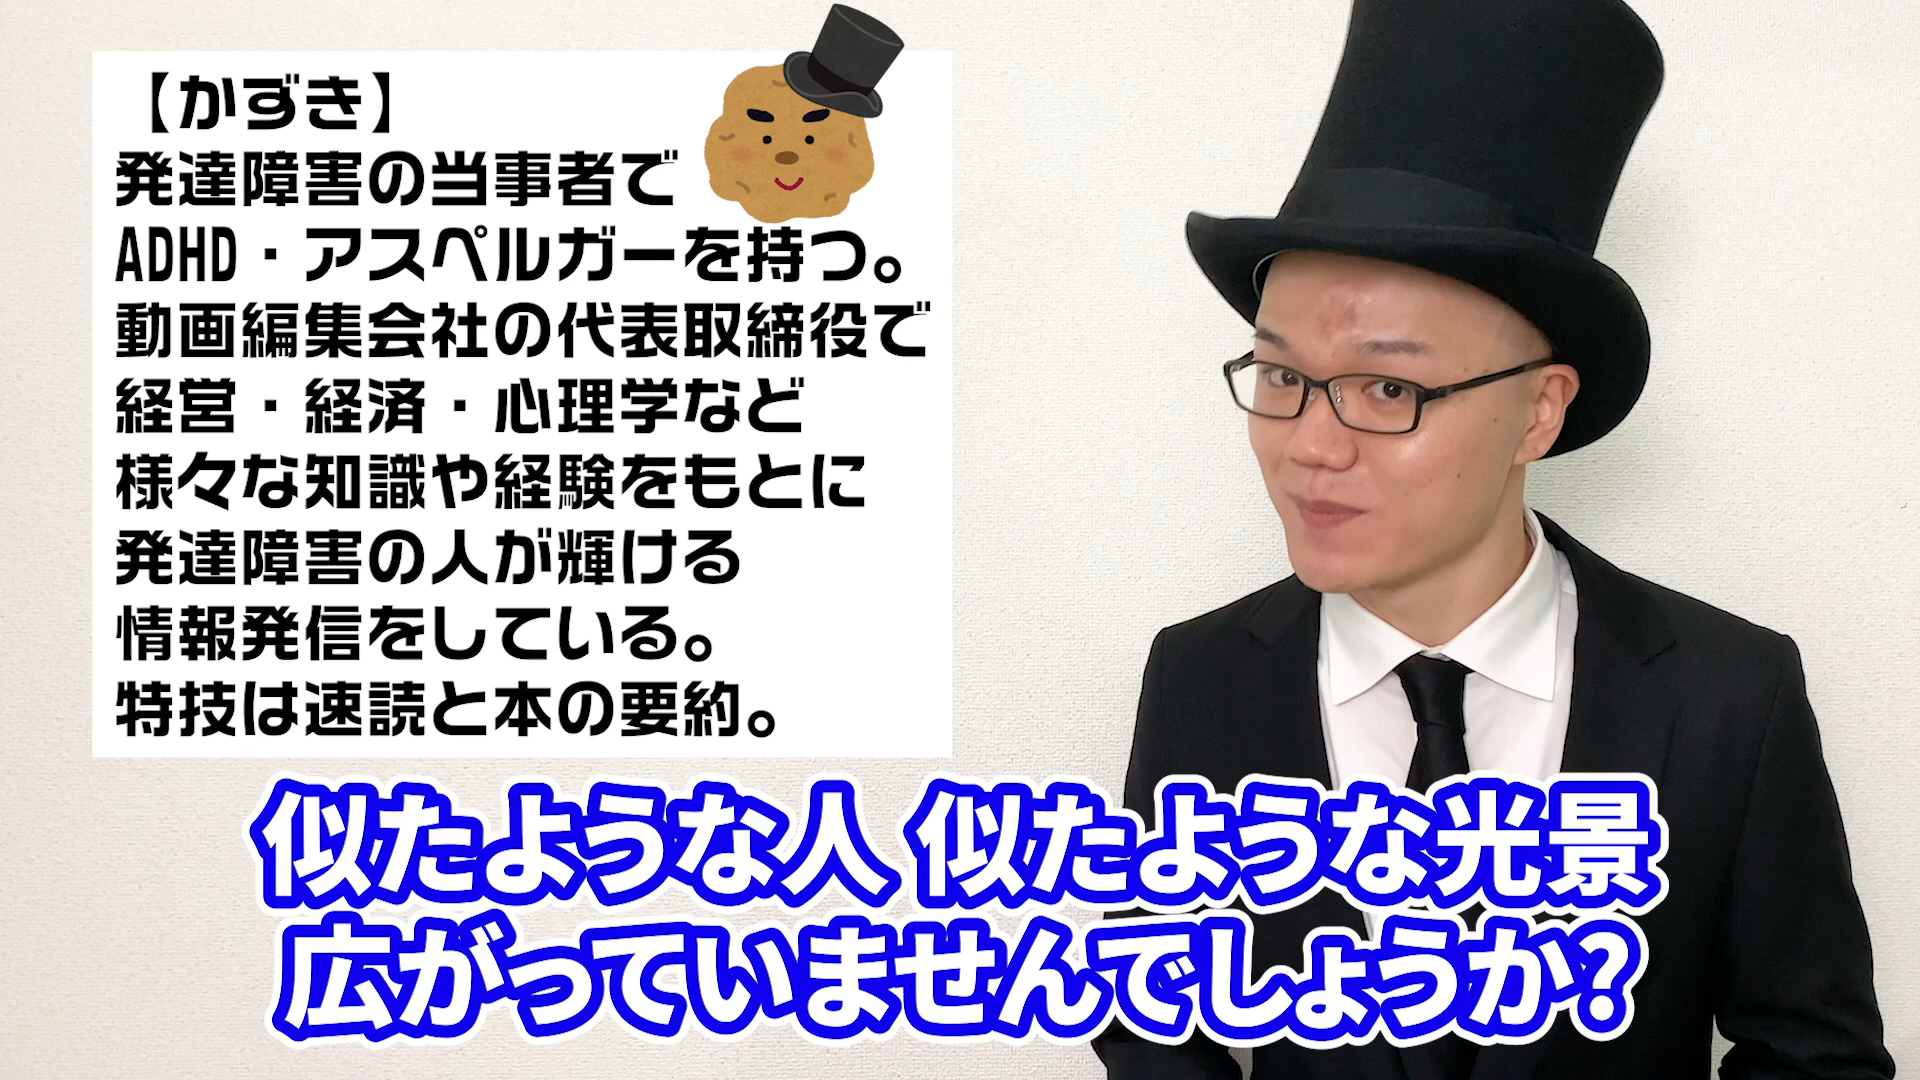 【かずき】
発達障害の当事者で
ADHD・アスペルガーを持つ。
動画編集会社の代表取締役で
経営・経済・心理学など
様々な知識や経験をもとに
発達障害の人が輝ける
情報発信をしている。
特技は速読と本の要約。
似たような人 似たような光景
広がっていませんでしょうか?